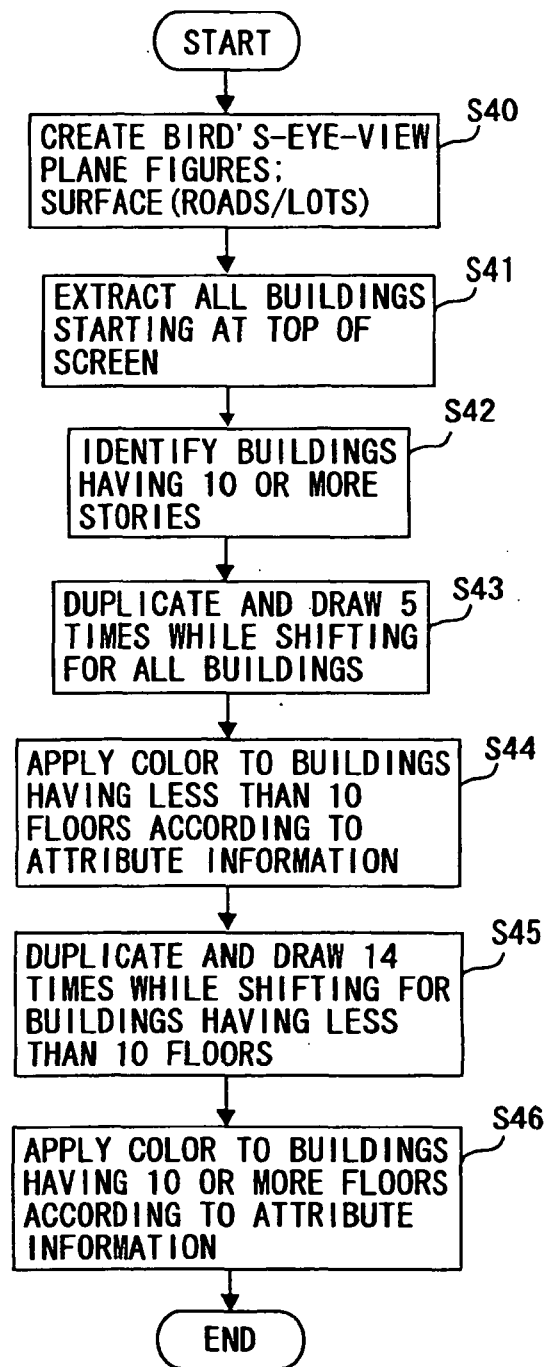 START
S40
CREATE BIRD'S-EYE-VIEW
PLANE FIGURES;
SURFACE(ROADS/LOTS)
S41
EXTRACT ALL BUILDINGS
STARTING AT TOP OF
SCREEN
S42
IDENTIFY BUILDINGS
HAVING 10 OR MORE
STORIES
S43
DUPLICATE AND DRAW 5
TIMES WHILE SHIFTING
FOR ALL BUILDINGS
S44
APPLY COLOR TO BUILDINGS
HAVING LESS THAN 10
FLOORS ACCORDING TO
ATTRIBUTE INFORMATION
S45
DUPLICATE AND DRAW 14
TIMES WHILE SHIFTING FOR
BUILDINGS HAVING LESS
THAN 10 FLOORS
S46
APPLY COLOR TO BUILDINGS
HAVING 10 OR MORE FLOORS
ACCORDING TO ATTRIBUTE
INFORMATION
END